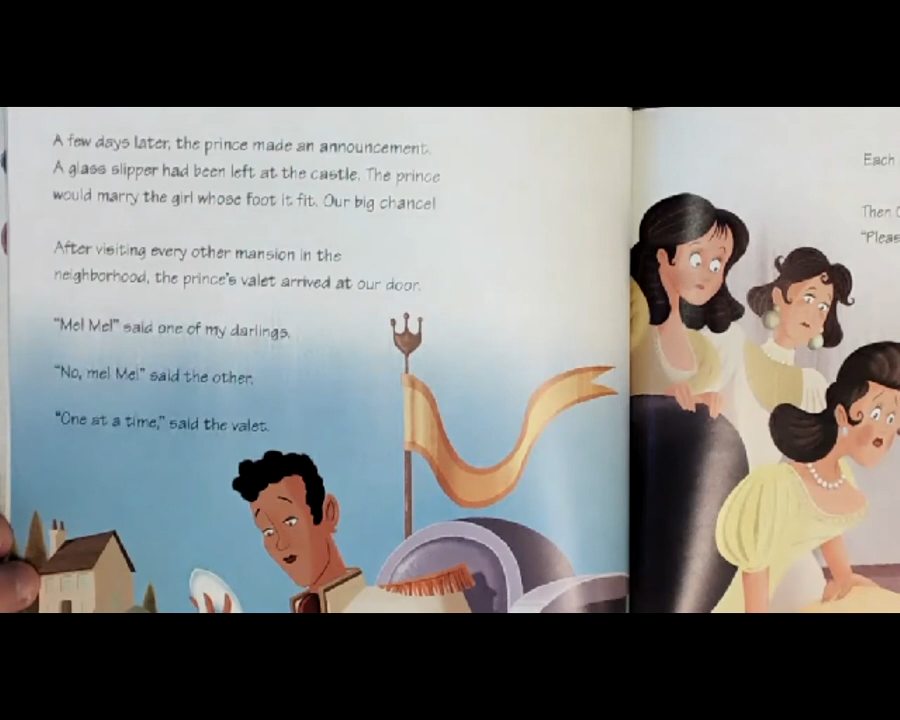 A few days later, the prince made an announcement.
A glass slipper had been left at the castle. The prince
would marry the girl whose foot it fit. Our big chance!
After visiting every other mansion in the
neighborhood, the prince's valet arrived at our door.
"Me! Me!" said one of my darlings.
"No, me! Me!" said the other.
"One at a time," said the valet.
Each
Then
"Pleas